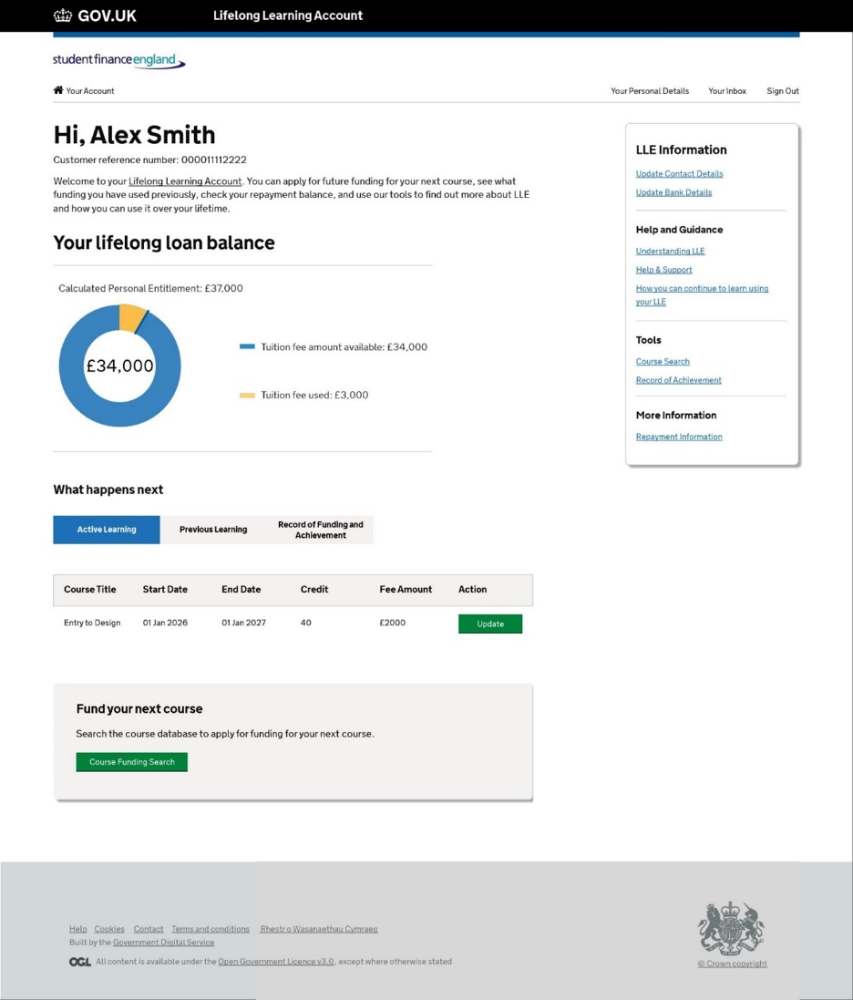 GOV.UK
Lifelong Learning Account
studentfinanceengland
Your Account
Your Personal Details
Your Inbox
Sign Out
Hi, Alex Smith
Customer reference number: 000011112222
Welcome to your Lifelong Learning Account. You can apply for future funding for your next course, see what
funding you have used previously, check your repayment balance, and use our tools to find out more about LLE
and how you can use it over your lifetime.
Your lifelong loan balance
Calculated Personal Entitlement: £37,000
£34,000
Tuition fee amount available: £34,000
Tuition fee used: £3,000
LLE Information
Update Contact Details
Update Bank Details
Help and Guidance
Understanding LLE
Help & Support
How you can continue to learn using
your LLE
Tools
Course Search
Record of Achievement
More Information
Repayment Information
What happens next
Active Learning
Previous Learning
Record of Funding and
Achievement
Course Title Start Date End Date Credit Fee Amount Action
Entry to Design 01 Jan 2026 01 Jan 2027 40 £2000 Update
Fund your next course
Search the course database to apply for funding for your next course.
Course Funding Search
Help Cookies Contact Terms and conditions Rhestr o Wasanaethau Cymraeg
Built by the Government Digital Service
OGL All content is available under the Open Government Licence v3.0, except where otherwise stated
© Crown copyright